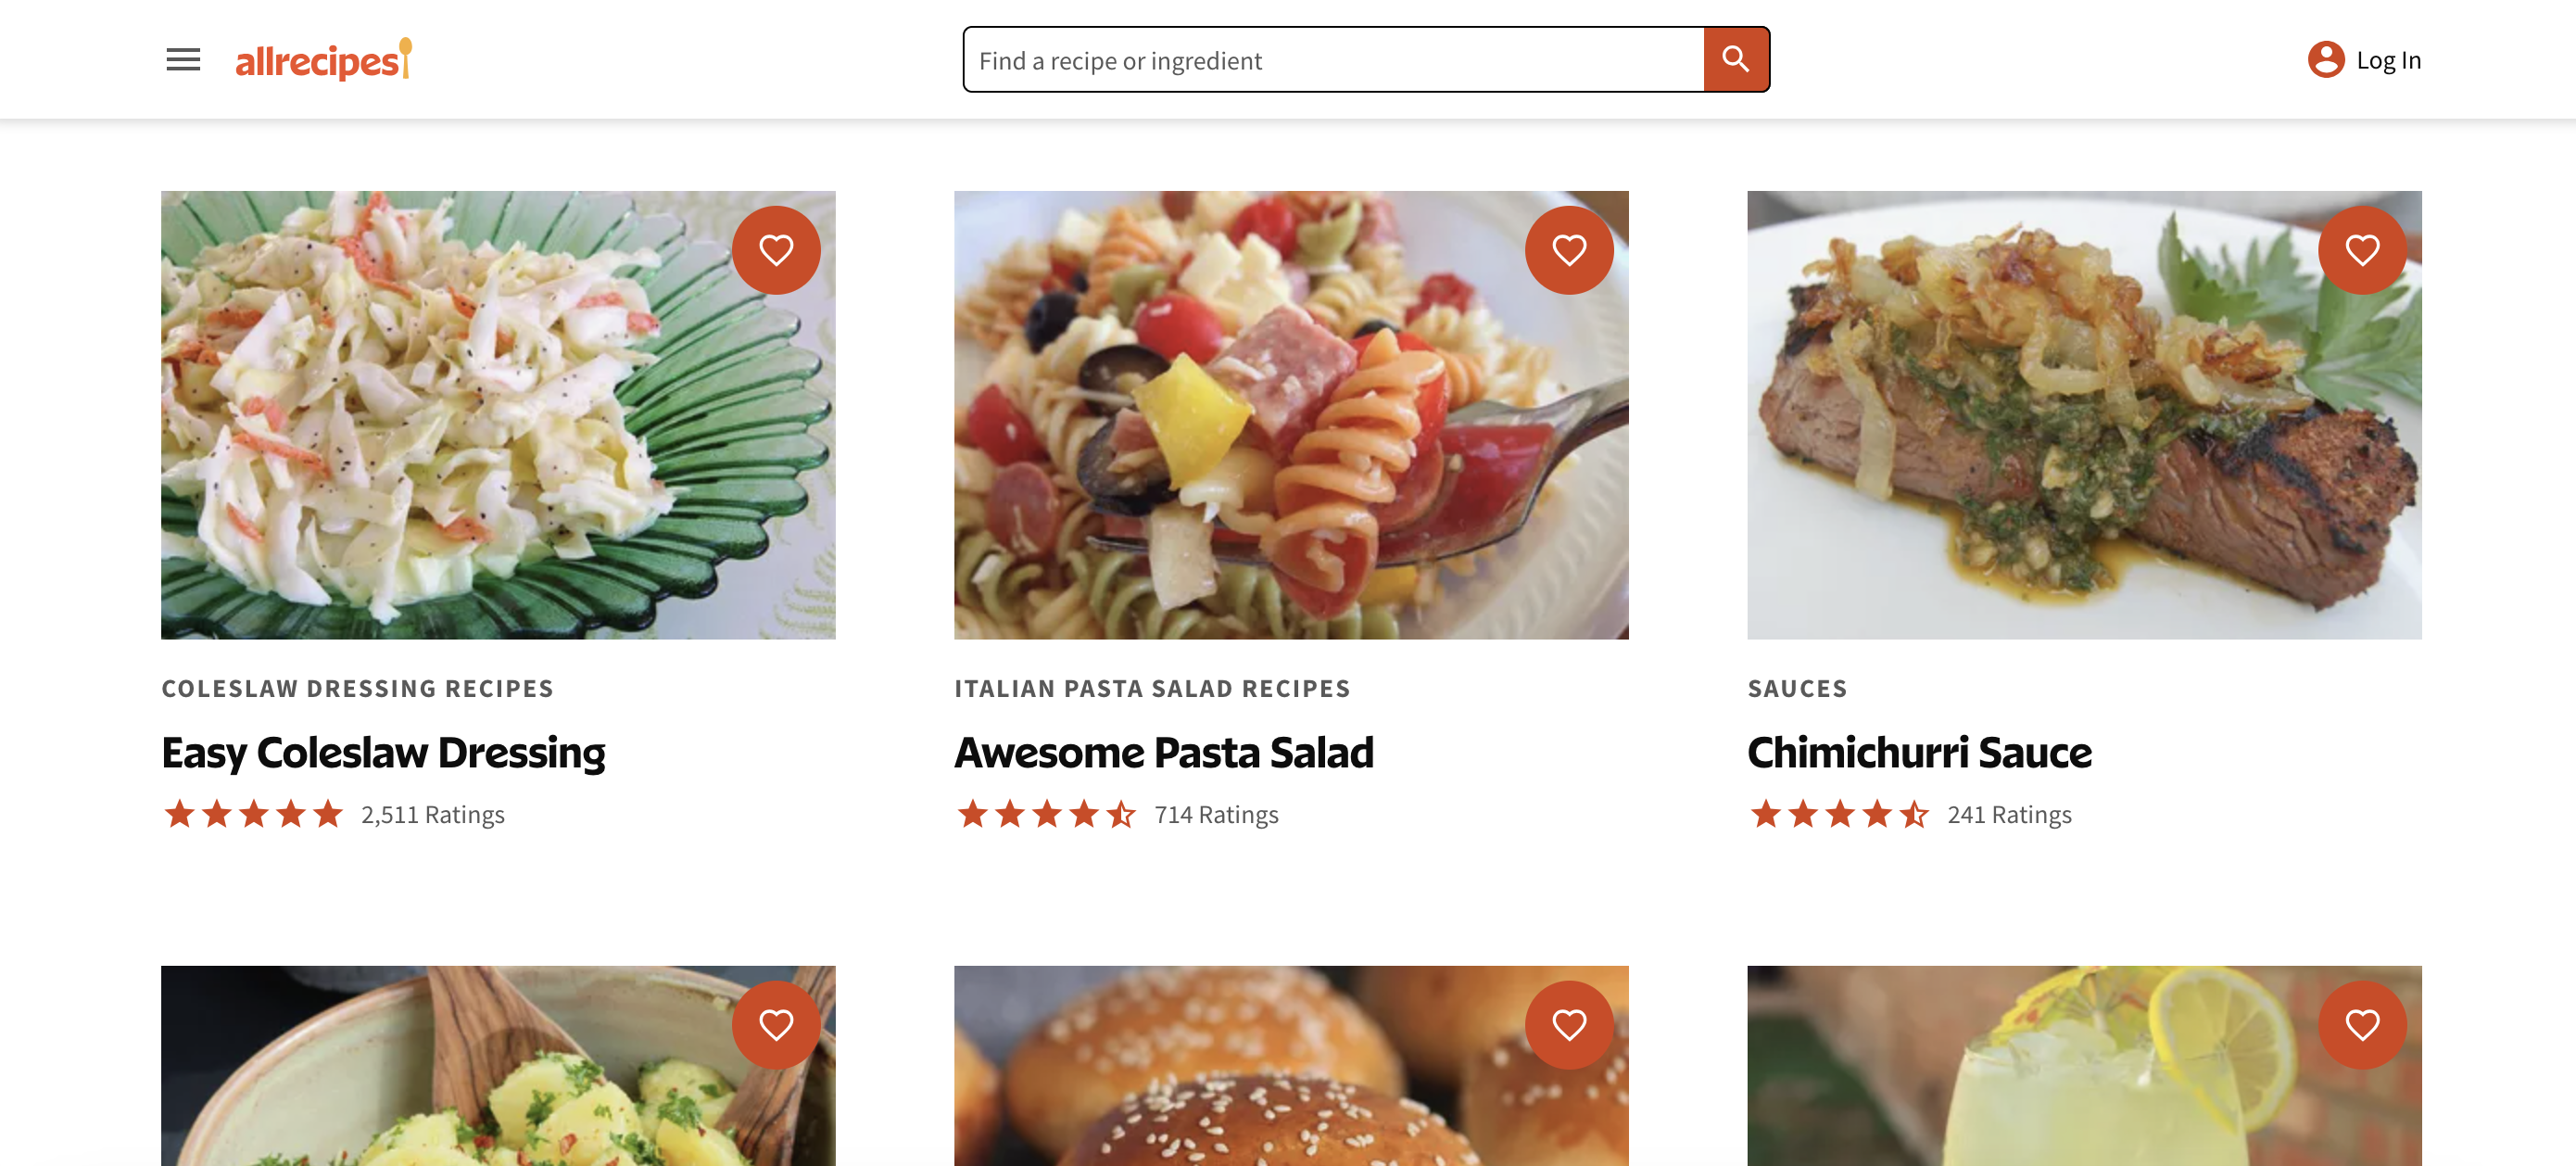 allrecipes
Find a recipe or ingredient
Log In
COLESLAW DRESSING RECIPES
Easy Coleslaw Dressing
2,511 Ratings
ITALIAN PASTA SALAD RECIPES
Awesome Pasta Salad
714 Ratings
SAUCES
Chimichurri Sauce
241 Ratings